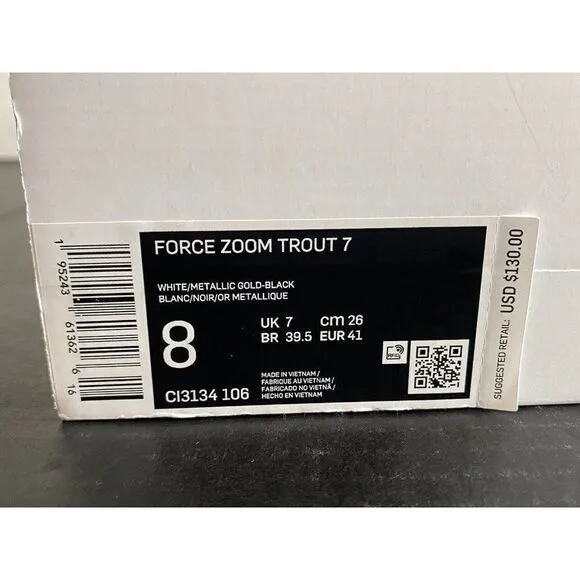 FORCE ZOOM TROUT 7
WHITE/METALLIC GOLD-BLACK
BLANC/NOIR/OR METALLIQUE
8
UK 7 cm 26
BR 39.5 EUR 41
RFID
MADE IN VIETNAM/
FABRIQUE AU VIETNAM/
FABRICADO NO VIETNÃ/
HECHO EN VIETNAM
CI3134 106
1 95243 61362 6 16
SUGGESTED RETAIL: USD $130.00